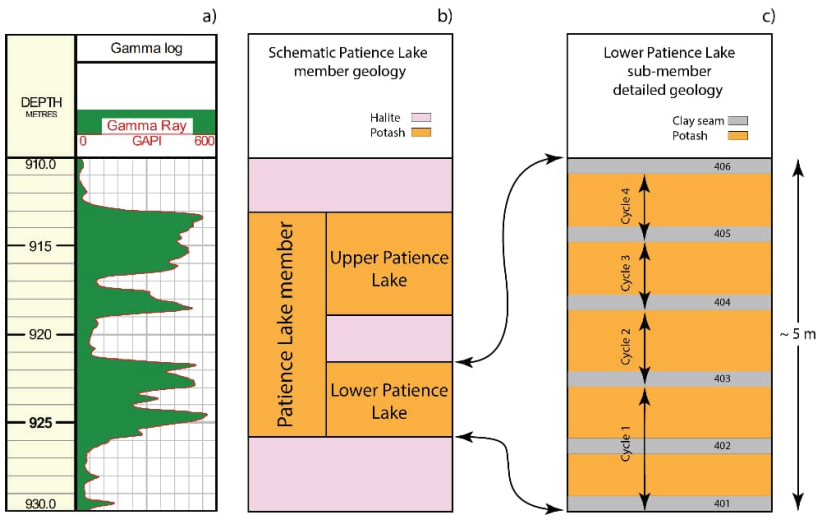 a)
Gamma log
DEPTH
METRES
Gamma Ray
0 GAPI 600
910.0
915
920
925
930.0
b)
Schematic Patience Lake
member geology
Halite
Potash
Patience Lake member
Upper Patience
Lake
Lower Patience
Lake
c)
Lower Patience Lake
sub-member
detailed geology
Clay seam
Potash
406
Cycle 4
405
Cycle 3
404
Cycle 2
403
Cycle 1
402
401
~ 5 m